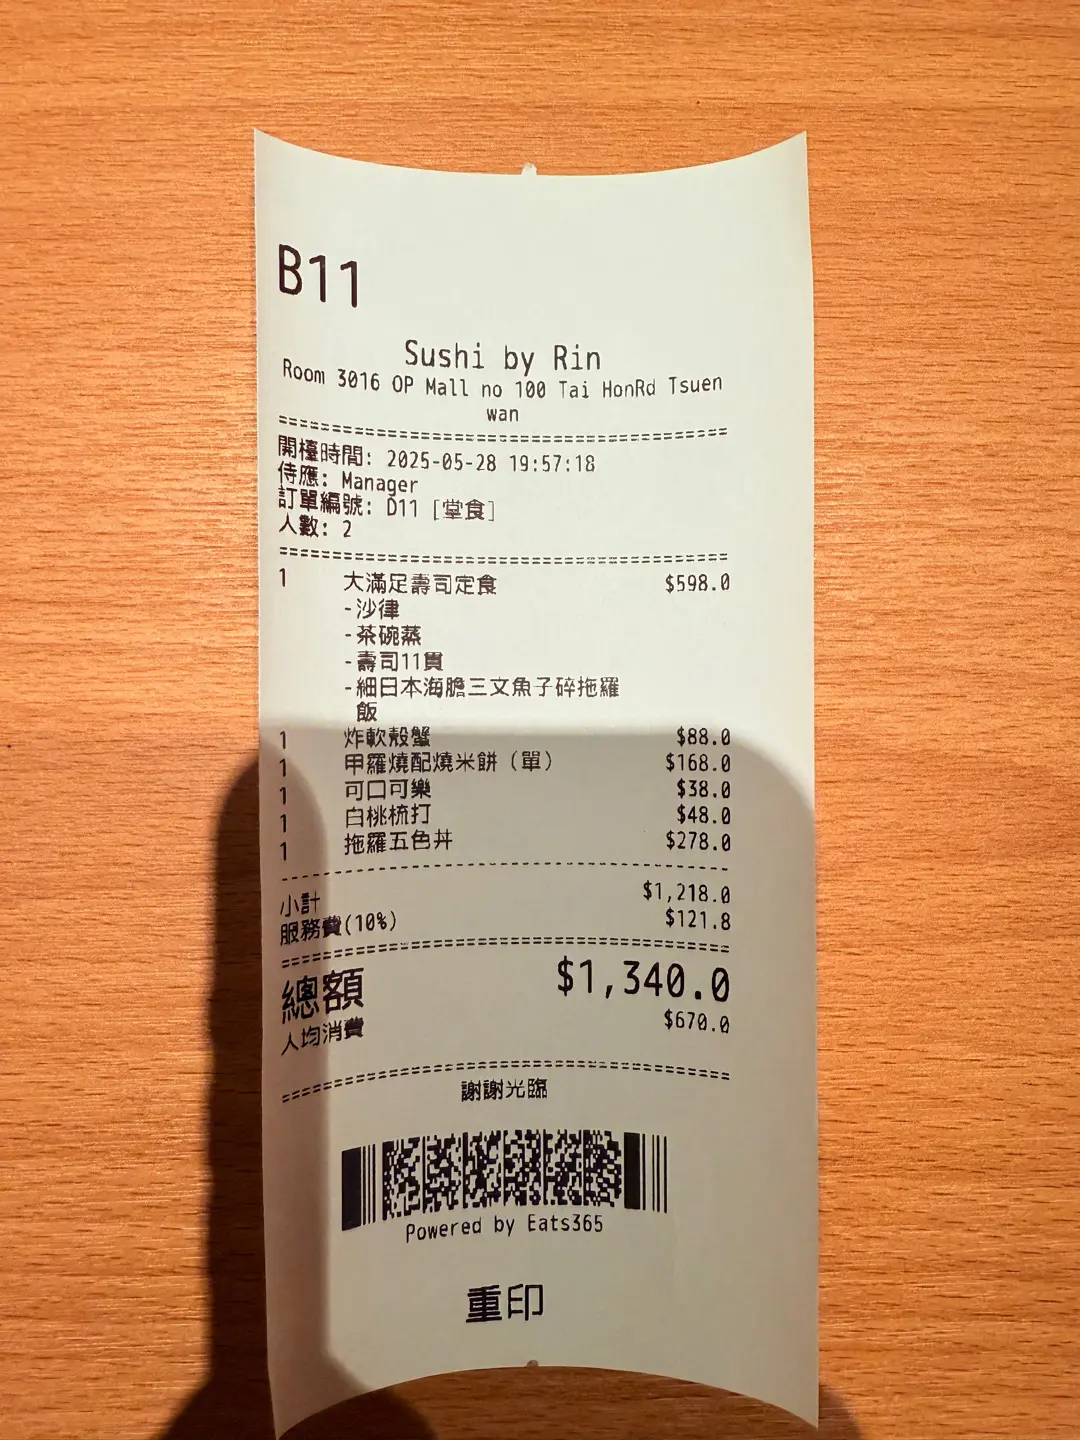 B11
Sushi by Rin
Room 3016 OP Mall no 100 Tai HonRd Tsuen
wan
開檯時間: 2025-05-28 19:57:18
侍應: Manager
訂單編號: D11 [堂食]
人數: 2
1 大滿足壽司定食 $598.0
-沙律
-茶碗蒸
-壽司11貫
-細日本海膽三文魚子碎拖羅
飯
1 炸軟殼蟹 $88.0
1 甲羅燒配燒米餅（單） $168.0
1 可口可樂 $38.0
1 白桃梳打 $48.0
1 拖羅五色丼 $278.0
小計 $1,218.0
服務費(10%) $121.8
總額 $1,340.0
人均消費 $670.0
謝謝光臨
Powered by Eats365
重印